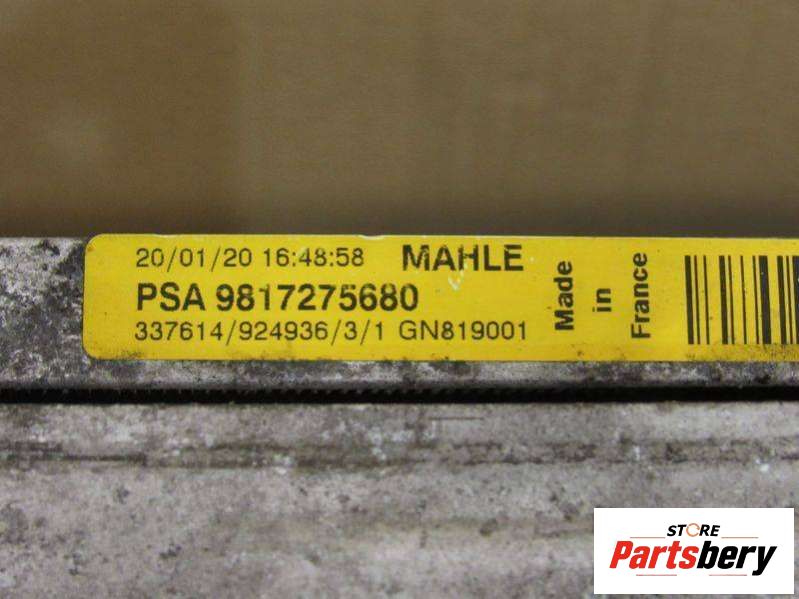 20/01/20 16:48:58 MAHLE
PSA 9817275680
337614/924936/3/1 GN819001
Made
in
France
STORE
Partsbery